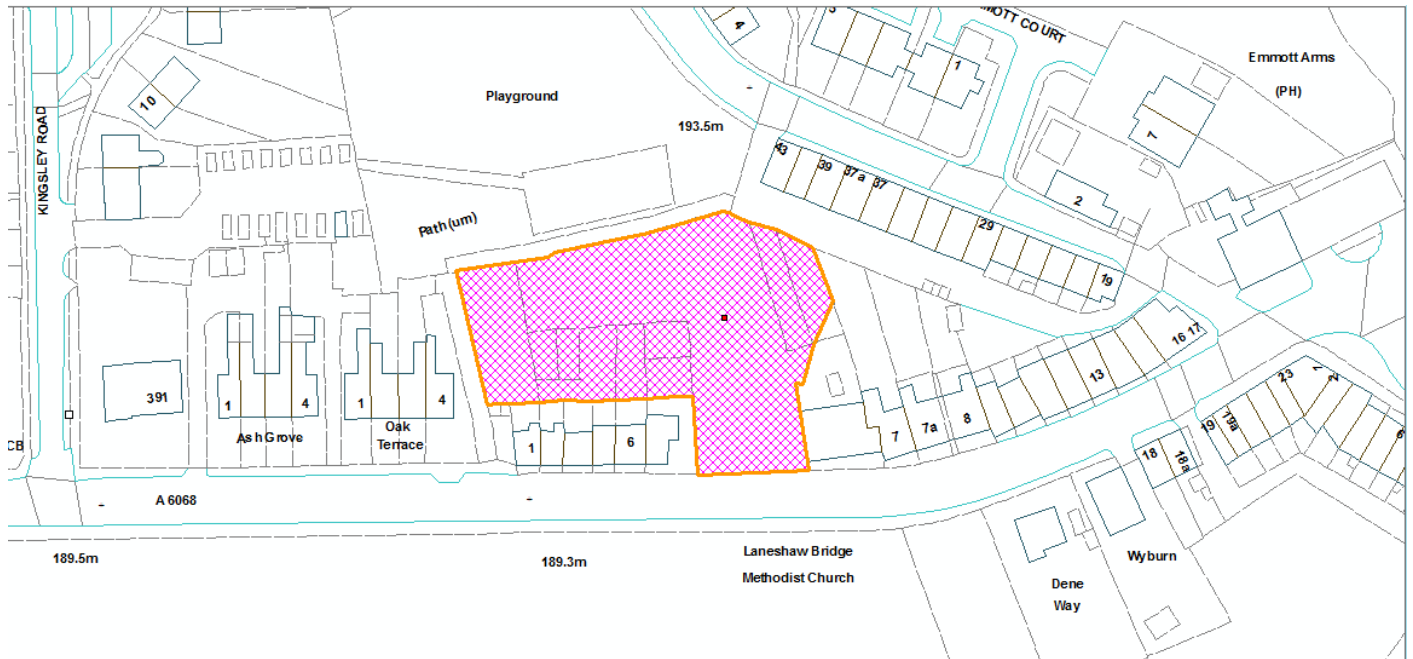 MOTT COURT
4
1
Emmott Arms
(PH)
10
Playground
KINGSLEY ROAD
193.5m
7
43
39
37a
37
2
Path (um)
29
19
16 17
391
1
4
Ash Grove
1
4
Oak
Terrace
1
6
7
7a
8
13
23
2
19
19a
18
18a
6
CB
A 6068
189.5m
189.3m
Laneshaw Bridge
Methodist Church
Wyburn
Dene
Way